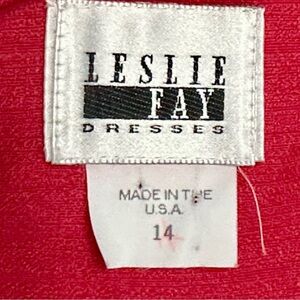 LESLIE
FAY
DRESSES
MADE IN THE
U.S.A.
14